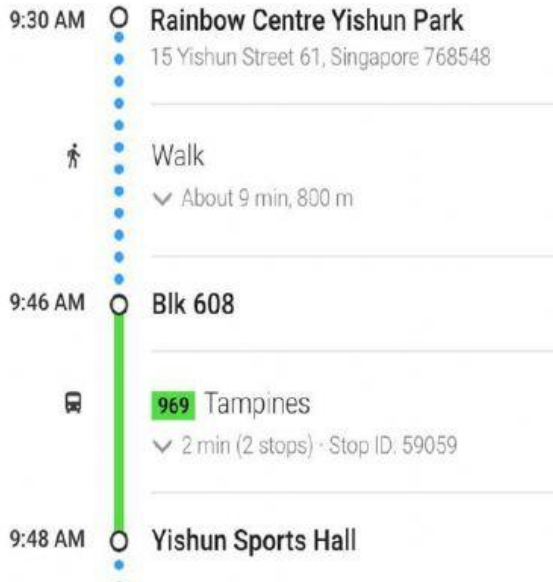 9:30 AM Rainbow Centre Yishun Park
15 Yishun Street 61, Singapore 768548
Walk
About 9 min, 800 m
9:46 AM Blk 608
969 Tampines
2 min (2 stops) · Stop ID: 59059
9:48 AM Yishun Sports Hall